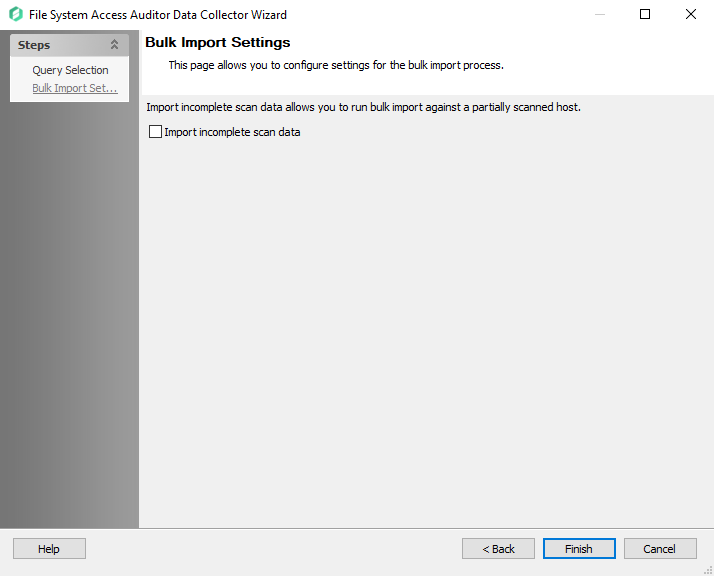 File System Access Auditor Data Collector Wizard
Steps
Query Selection
Bulk Import Set...
Bulk Import Settings
This page allows you to configure settings for the bulk import process.
Import incomplete scan data allows you to run bulk import against a partially scanned host.
Import incomplete scan data
Help
< Back
Finish
Cancel